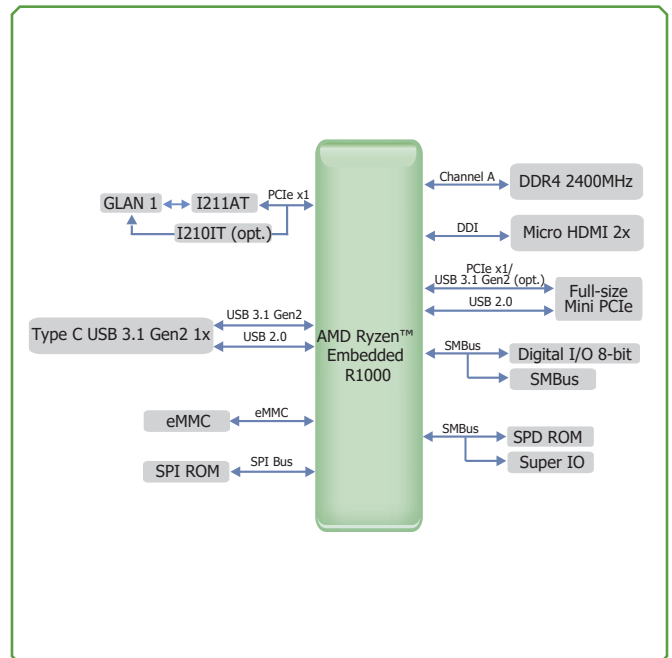 GLAN 1
I211AT
PCIe x1
I210IT (opt.)
Type C USB 3.1 Gen2 1x
USB 3.1 Gen2
USB 2.0
eMMC
eMMC
SPI ROM
SPI Bus
AMD Ryzen™
Embedded
R1000
Channel A
DDR4 2400MHz
DDI
Micro HDMI 2x
PCIe x1/
USB 3.1 Gen2 (opt.)
USB 2.0
Full-size
Mini PCIe
SMBus
Digital I/O 8-bit
SMBus
SMBus
SPD ROM
Super IO